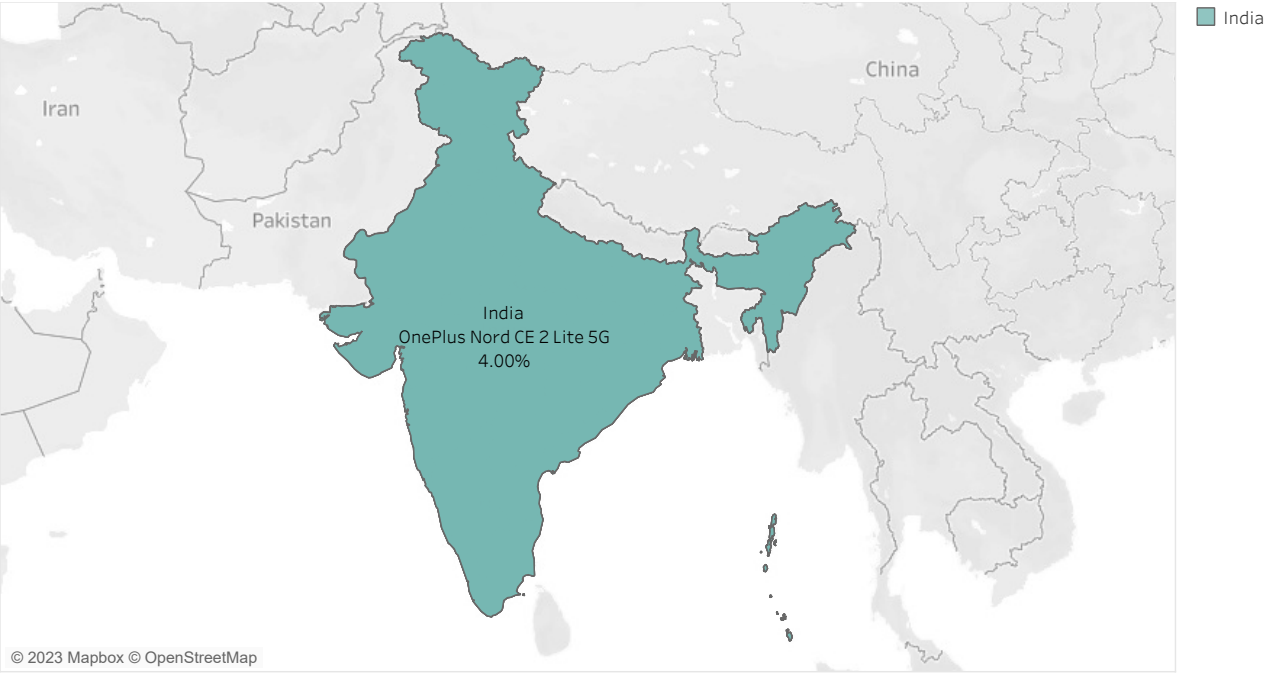 India
Iran
China
Pakistan
India
OnePlus Nord CE 2 Lite 5G
4.00%
© 2023 Mapbox © OpenStreetMap